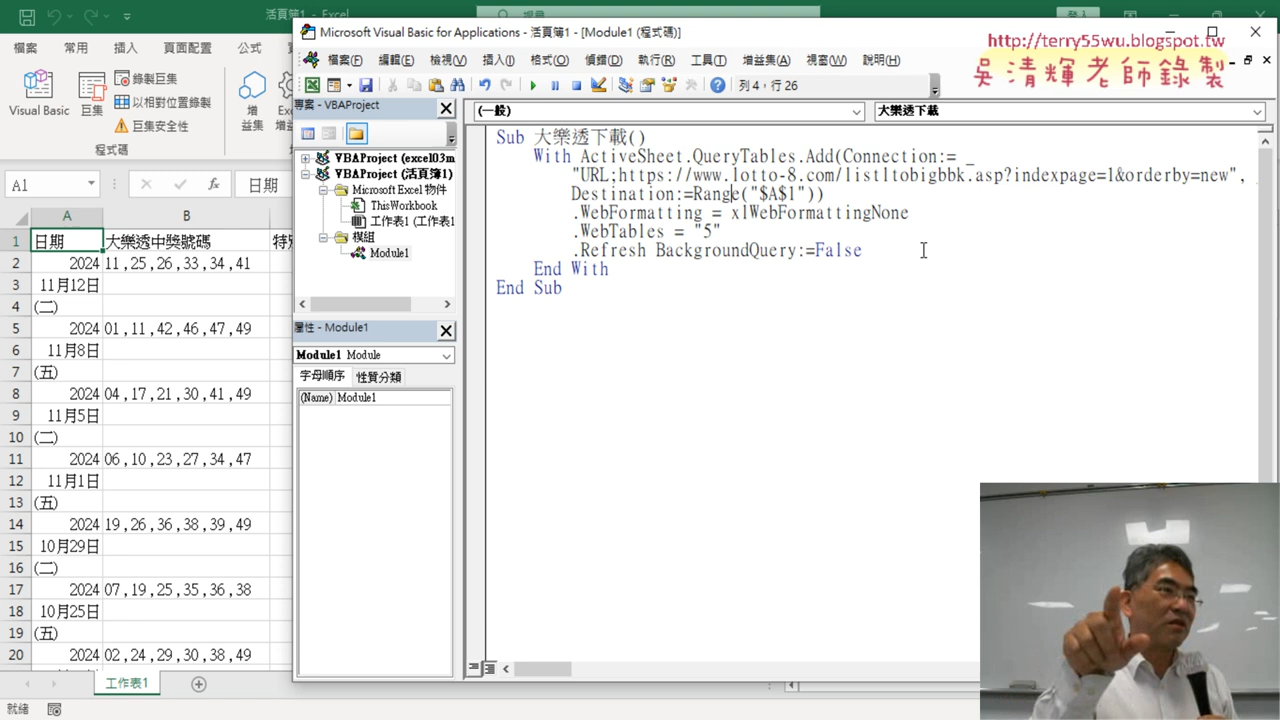 活頁簿1 - Excel
搜尋
登入
檔案
常用
插入
頁面配置
公式
Visual Basic
巨集
錄製巨集
以相對位置錄製
巨集安全性
程式碼
增
益集
A1
fx
日期
A
B
1 日期 大樂透中獎號碼
2 2024 11,25,26,33,34,41
3 11月12日
4 (二)
5 2024 01,11,42,46,47,49
6 11月8日
7 (五)
8 2024 04,17,21,30,41,49
9 11月5日
10 (二)
11 2024 06,10,23,27,34,47
12 11月1日
13 (五)
14 2024 19,26,36,38,39,49
15 10月29日
16 (二)
17 2024 07,19,25,35,36,38
18 10月25日
19 (五)
20 2024 02,24,29,30,38,49
工作表1
就緒
Microsoft Visual Basic for Applications - 活頁簿1 - [Module1 (程式碼)]
檔案(F) 編輯(E) 檢視(V) 插入(I) 格式(O) 偵錯(D) 執行(R) 工具(T) 增益集(A) 視窗(W) 說明(H)
列 4，行 26
專案 - VBAProject
VBAProject (excel03m
VBAProject (活頁簿1)
Microsoft Excel 物件
ThisWorkbook
工作表1 (工作表1
模組
Module1
屬性 - Module1
Module1 Module
字母順序 性質分類
(Name) Module1
(一般)
大樂透下載
Sub 大樂透下載()
With ActiveSheet.QueryTables.Add(Connection:= _
"URL;https://www.lotto-8.com/listltobigbbk.asp?indexpage=1&orderby=new",
Destination:=Range("$A$1"))
.WebFormatting = xlWebFormattingNone
.WebTables = "5"
.Refresh BackgroundQuery:=False
End With
End Sub
http://terry55wu.blogspot.tw
吳清輝老師錄製